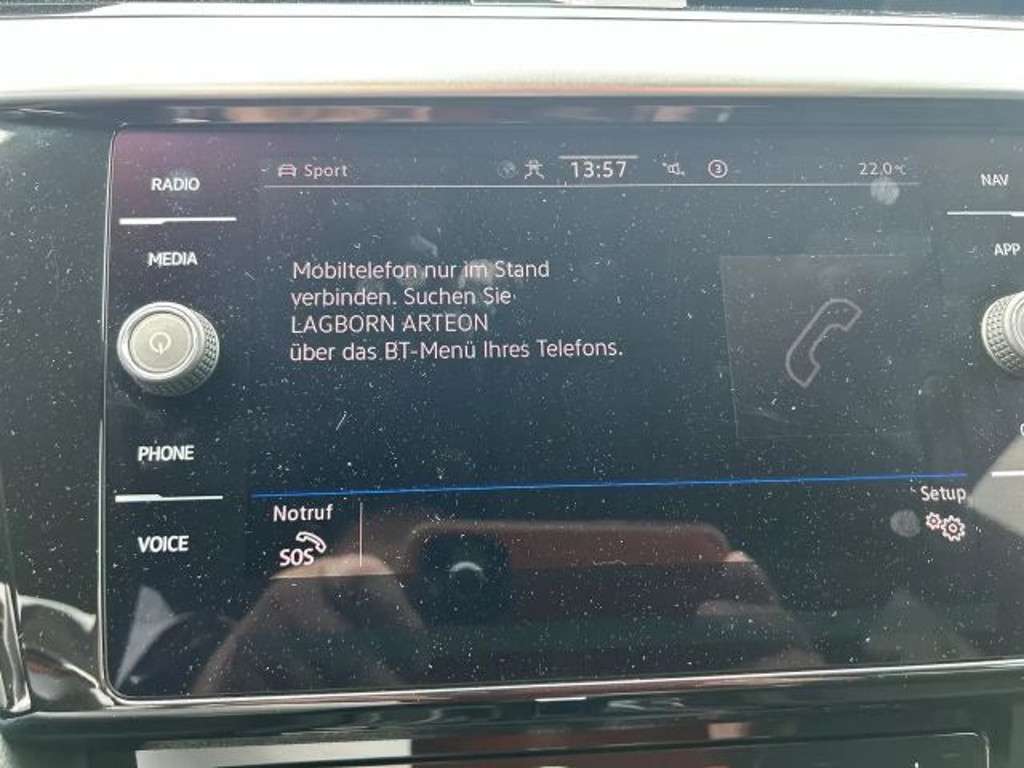 RADIO
Sport
13:57
3
22.0°C
NAV
MEDIA
APP
Mobiltelefon nur im Stand
verbinden. Suchen Sie
LAGBORN ARTEON
über das BT-Menü Ihres Telefons.
PHONE
Notruf
SOS
Setup
VOICE